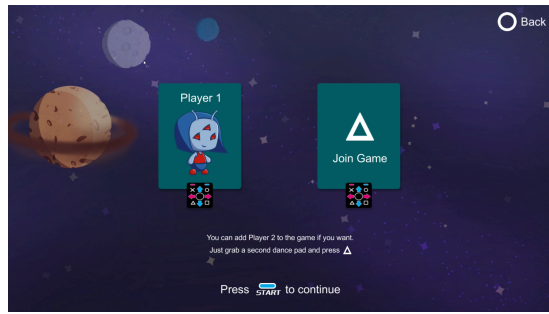 Back
Player 1
Join Game
You can add Player 2 to the game if you want.
Just grab a second dance pad and press △
Press START to continue